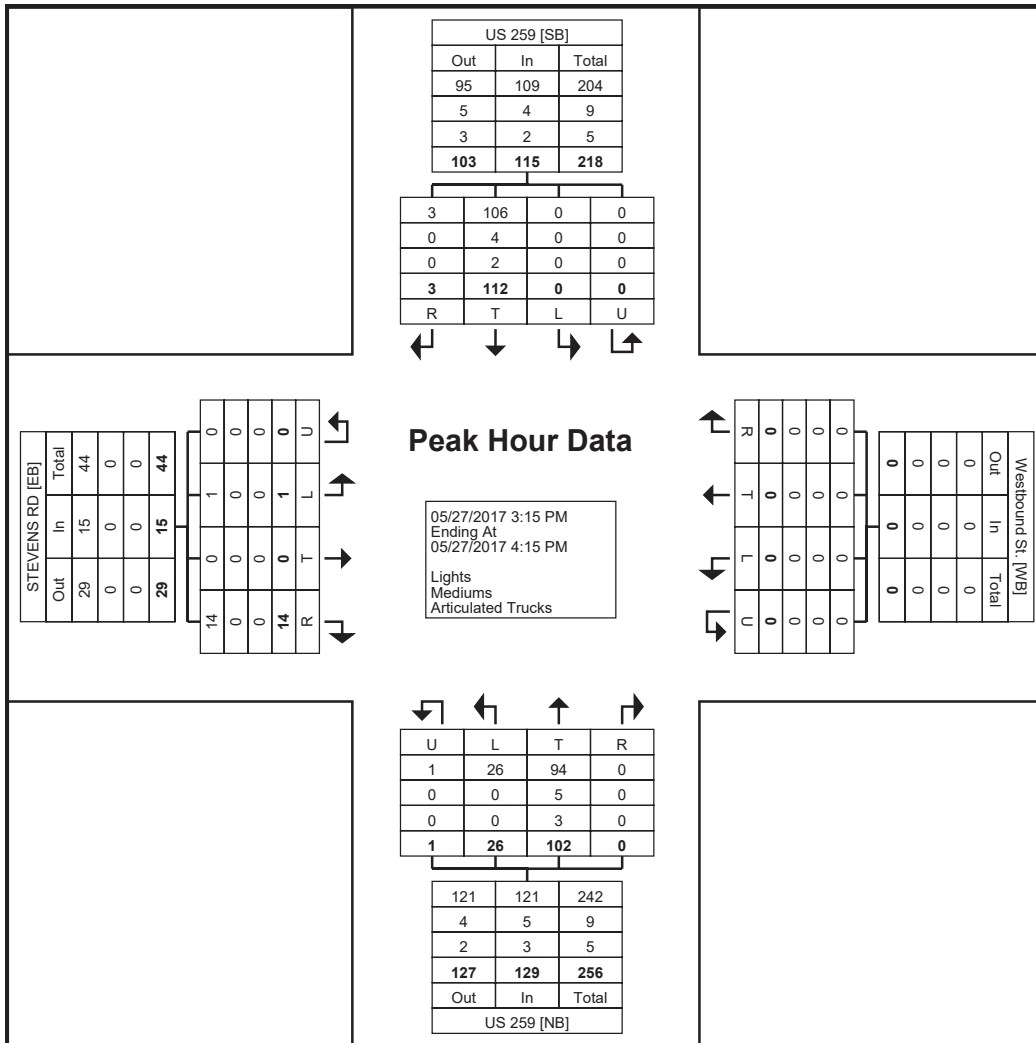 US 259 [SB]
Out In Total
95 109 204
5 4 9
3 2 5
103 115 218
3 106 0 0
0 4 0 0
0 2 0 0
3 112 0 0
R T L U
STEVENS RD [EB]
Total In Out
44 15 29
0 0 0
0 0 0
44 15 29
0 1 0 14
0 0 0 0
0 0 0 0
0 1 0 14
U L T R
Peak Hour Data
05/27/2017 3:15 PM
Ending At
05/27/2017 4:15 PM
Lights
Mediums
Articulated Trucks
R T L U
0 0 0 0
0 0 0 0
0 0 0 0
0 0 0 0
0 0 0
0 0 0
0 0 0
0 0 0
Out In Total
Westbound St. [WB]
U L T R
1 26 94 0
0 0 5 0
0 0 3 0
1 26 102 0
121 121 242
4 5 9
2 3 5
127 129 256
Out In Total
US 259 [NB]